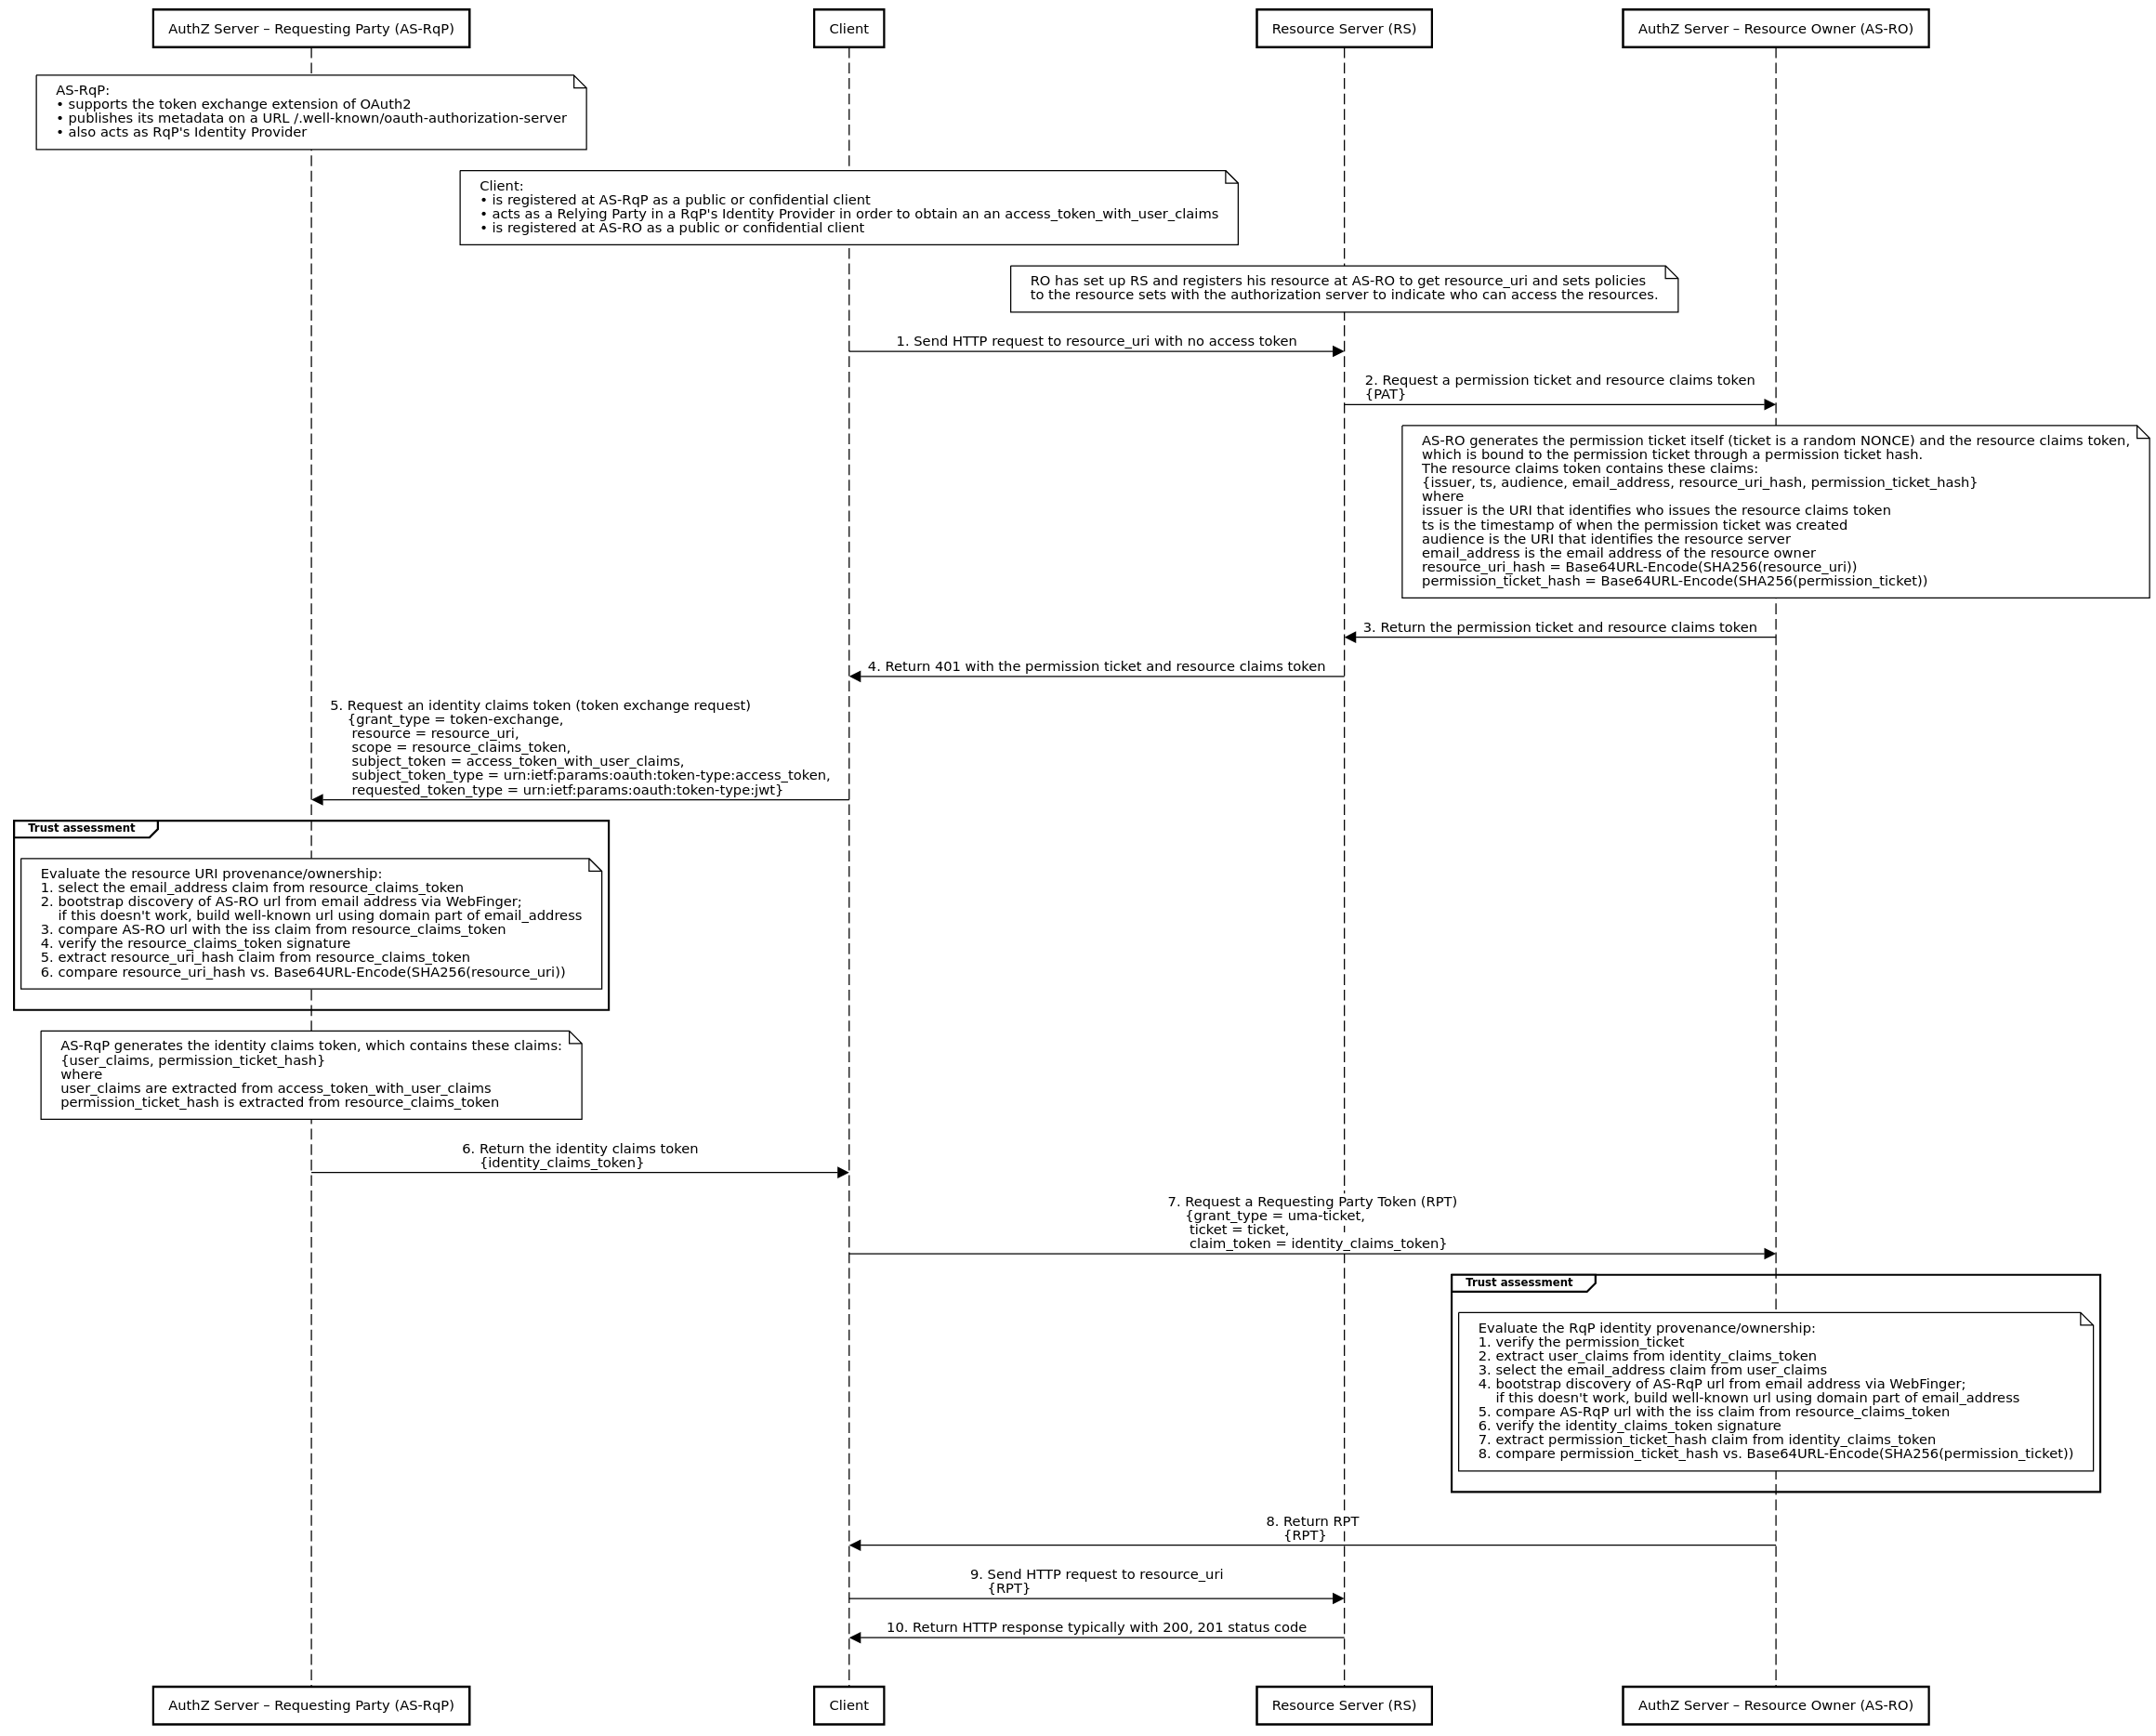 AuthZ Server – Requesting Party (AS-RqP)
Client
Resource Server (RS)
AuthZ Server – Resource Owner (AS-RO)
AS-RqP:
• supports the token exchange extension of OAuth2
• publishes its metadata on a URL /.well-known/oauth-authorization-server
• also acts as RqP's Identity Provider
Client:
• is registered at AS-RqP as a public or confidential client
• acts as a Relying Party in a RqP's Identity Provider in order to obtain an an access_token_with_user_claims
• is registered at AS-RO as a public or confidential client
RO has set up RS and registers his resource at AS-RO to get resource_uri and sets policies
to the resource sets with the authorization server to indicate who can access the resources.
1. Send HTTP request to resource_uri with no access token
2. Request a permission ticket and resource claims token
{PAT}
AS-RO generates the permission ticket itself (ticket is a random NONCE) and the resource claims token,
which is bound to the permission ticket through a permission ticket hash.
The resource claims token contains these claims:
{issuer, ts, audience, email_address, resource_uri_hash, permission_ticket_hash}
where
issuer is the URI that identifies who issues the resource claims token
ts is the timestamp of when the permission ticket was created
audience is the URI that identifies the resource server
email_address is the email address of the resource owner
resource_uri_hash = Base64URL-Encode(SHA256(resource_uri))
permission_ticket_hash = Base64URL-Encode(SHA256(permission_ticket))
3. Return the permission ticket and resource claims token
4. Return 401 with the permission ticket and resource claims token
5. Request an identity claims token (token exchange request)
{grant_type = token-exchange,
resource = resource_uri,
scope = resource_claims_token,
subject_token = access_token_with_user_claims,
subject_token_type = urn:ietf:params:oauth:token-type:access_token,
requested_token_type = urn:ietf:params:oauth:token-type:jwt}
Trust assessment
Evaluate the resource URI provenance/ownership:
1. select the email_address claim from resource_claims_token
2. bootstrap discovery of AS-RO url from email address via WebFinger;
if this doesn't work, build well-known url using domain part of email_address
3. compare AS-RO url with the iss claim from resource_claims_token
4. verify the resource_claims_token signature
5. extract resource_uri_hash claim from resource_claims_token
6. compare resource_uri_hash vs. Base64URL-Encode(SHA256(resource_uri))
AS-RqP generates the identity claims token, which contains these claims:
{user_claims, permission_ticket_hash}
where
user_claims are extracted from access_token_with_user_claims
permission_ticket_hash is extracted from resource_claims_token
6. Return the identity claims token
{identity_claims_token}
7. Request a Requesting Party Token (RPT)
{grant_type = uma-ticket,
ticket = ticket,
claim_token = identity_claims_token}
Trust assessment
Evaluate the RqP identity provenance/ownership:
1. verify the permission_ticket
2. extract user_claims from identity_claims_token
3. select the email_address claim from user_claims
4. bootstrap discovery of AS-RqP url from email address via WebFinger;
if this doesn't work, build well-known url using domain part of email_address
5. compare AS-RqP url with the iss claim from resource_claims_token
6. verify the identity_claims_token signature
7. extract permission_ticket_hash claim from identity_claims_token
8. compare permission_ticket_hash vs. Base64URL-Encode(SHA256(permission_ticket))
8. Return RPT
{RPT}
9. Send HTTP request to resource_uri
{RPT}
10. Return HTTP response typically with 200, 201 status code
AuthZ Server – Requesting Party (AS-RqP)
Client
Resource Server (RS)
AuthZ Server – Resource Owner (AS-RO)